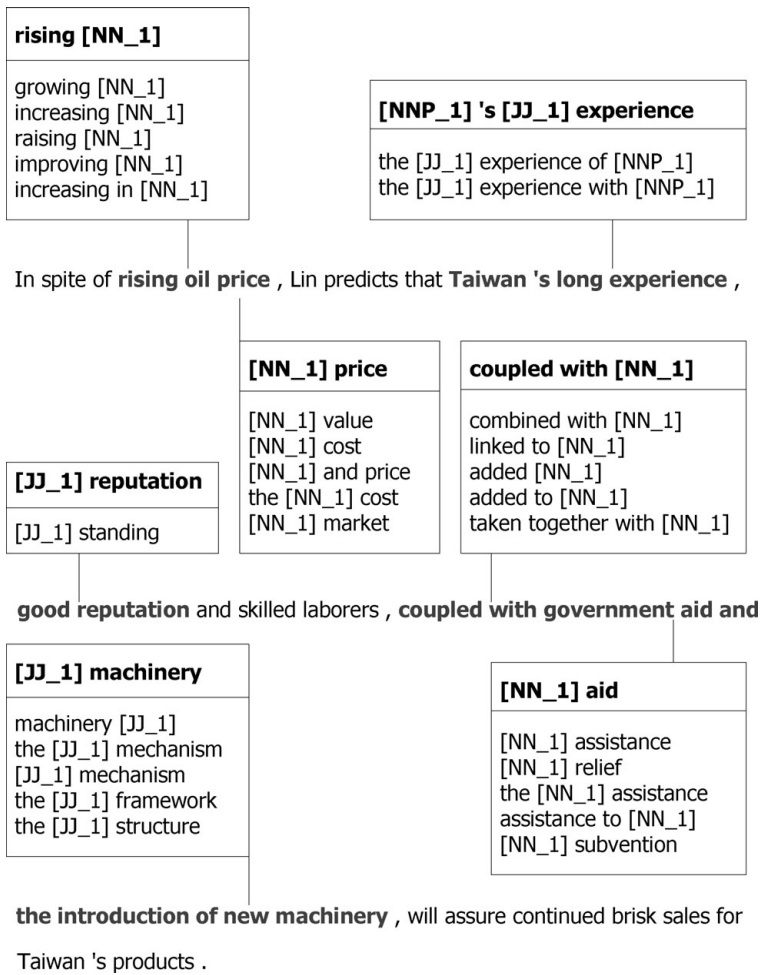 rising [NN_1]
growing [NN_1]
increasing [NN_1]
raising [NN_1]
improving [NN_1]
increasing in [NN_1]
[NNP_1] 's [JJ_1] experience
the [JJ_1] experience of [NNP_1]
the [JJ_1] experience with [NNP_1]
In spite of rising oil price , Lin predicts that Taiwan 's long experience ,
[NN_1] price
[NN_1] value
[NN_1] cost
[NN_1] and price
the [NN_1] cost
[NN_1] market
coupled with [NN_1]
combined with [NN_1]
linked to [NN_1]
added [NN_1]
added to [NN_1]
taken together with [NN_1]
[JJ_1] reputation
[JJ_1] standing
good reputation and skilled laborers , coupled with government aid and
[JJ_1] machinery
machinery [JJ_1]
the [JJ_1] mechanism
[JJ_1] mechanism
the [JJ_1] framework
the [JJ_1] structure
[NN_1] aid
[NN_1] assistance
[NN_1] relief
the [NN_1] assistance
assistance to [NN_1]
[NN_1] subvention
the introduction of new machinery , will assure continued brisk sales for
Taiwan 's products .